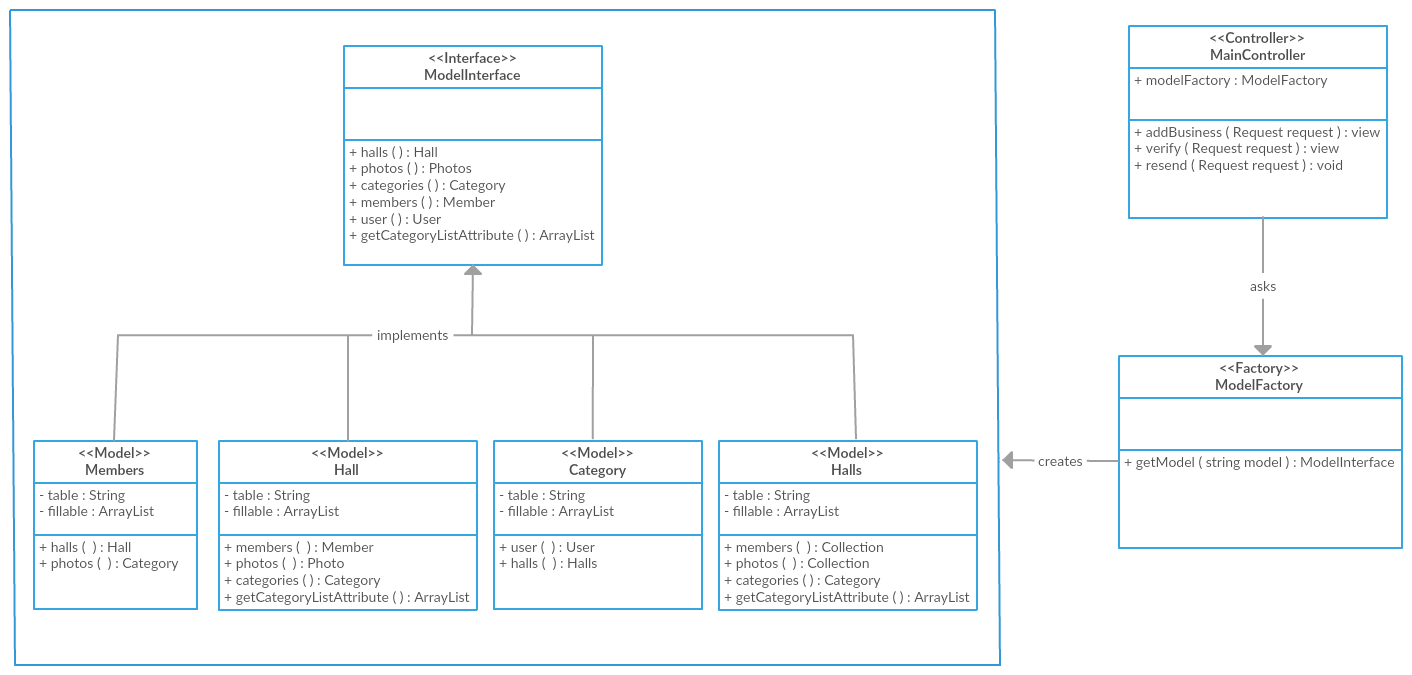 <<Interface>>
ModelInterface
+ halls ( ) : Hall
+ photos ( ) : Photos
+ categories ( ) : Category
+ members ( ) : Member
+ user ( ) : User
+ getCategoryListAttribute ( ) : ArrayList
implements
<<Model>>
Members
- table : String
- fillable : ArrayList
+ halls ( ) : Hall
+ photos ( ) : Category
<<Model>>
Hall
- table : String
- fillable : ArrayList
+ members ( ) : Member
+ photos ( ) : Photo
+ categories ( ) : Category
+ getCategoryListAttribute ( ) : ArrayList
<<Model>>
Category
- table : String
- fillable : ArrayList
+ user ( ) : User
+ halls ( ) : Halls
<<Model>>
Halls
- table : String
- fillable : ArrayList
+ members ( ) : Collection
+ photos ( ) : Collection
+ categories ( ) : Category
+ getCategoryListAttribute ( ) : ArrayList
<<Controller>>
MainController
+ modelFactory : ModelFactory
+ addBusiness ( Request request ) : view
+ verify ( Request request ) : view
+ resend ( Request request ) : void
asks
<<Factory>>
ModelFactory
+ getModel ( string model ) : ModelInterface
creates